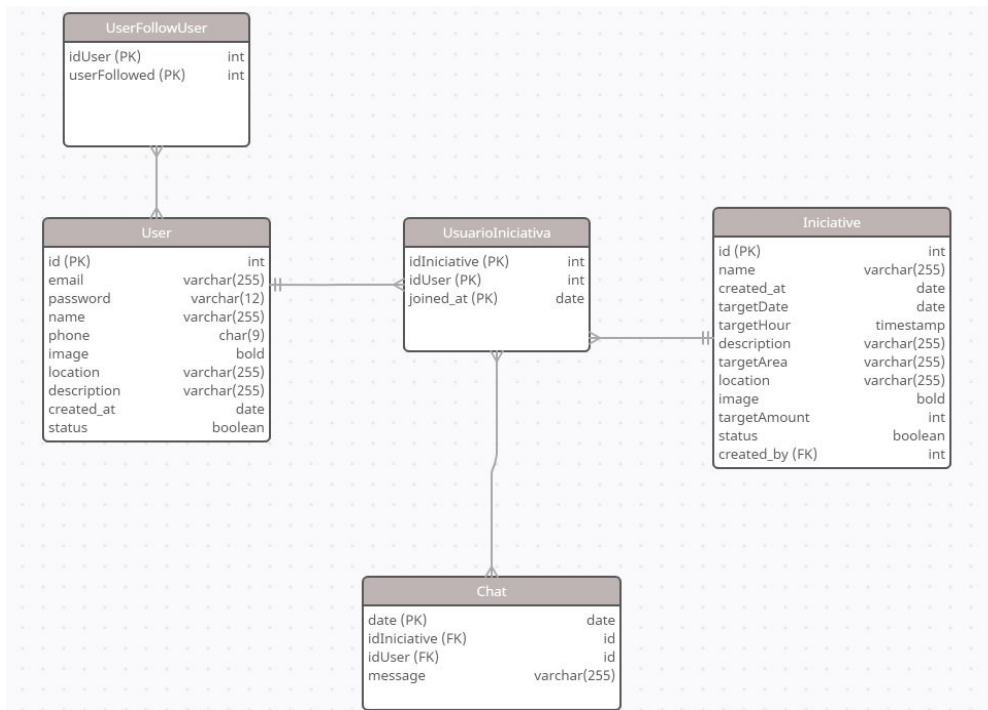 UserFollowUser
idUser (PK) int
userFollowed (PK) int
User
id (PK) int
email varchar(255)
password varchar(12)
name varchar(255)
phone char(9)
image bold
location varchar(255)
description varchar(255)
created_at date
status boolean
UsuarioIniciativa
idIniciative (PK) int
idUser (PK) int
joined_at (PK) date
Iniciative
id (PK) int
name varchar(255)
created_at date
targetDate date
targetHour timestamp
description varchar(255)
targetArea varchar(255)
location varchar(255)
image bold
targetAmount int
status boolean
created_by (FK) int
Chat
date (PK) date
idIniciative (FK) id
idUser (FK) id
message varchar(255)